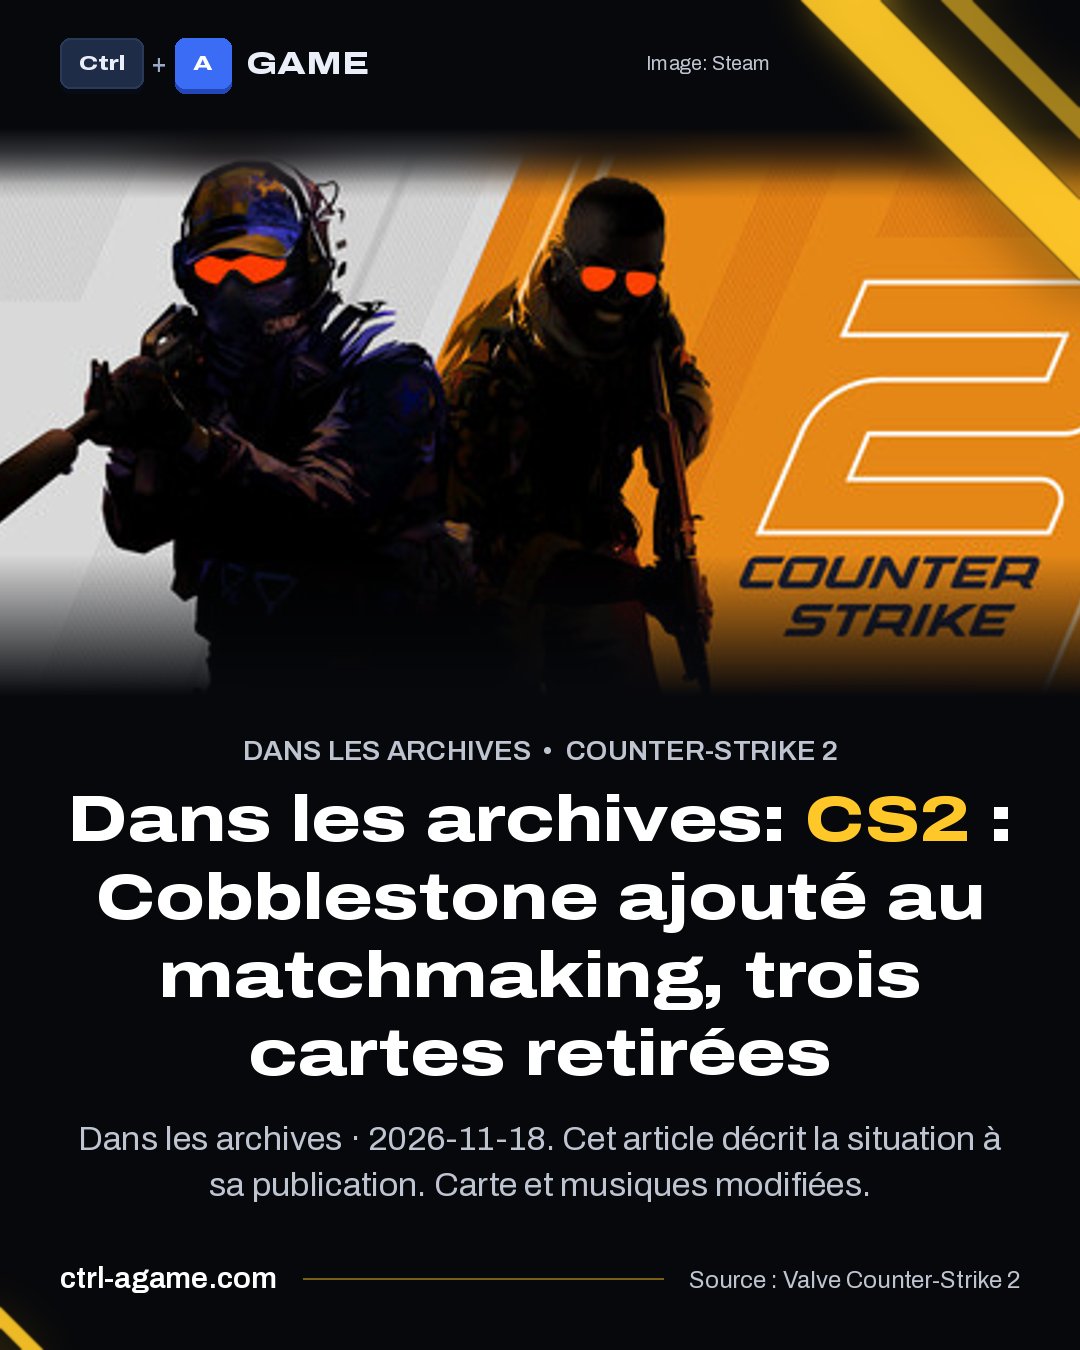 Ctrl + A GAME
Image: Steam
2
COUNTER
STRIKE
DANS LES ARCHIVES • COUNTER-STRIKE 2
Dans les archives: CS2 :
Cobblestone ajouté au
matchmaking, trois
cartes retirées
Dans les archives · 2026-11-18. Cet article décrit la situation à
sa publication. Carte et musiques modifiées.
ctrl-agame.com
Source : Valve Counter-Strike 2